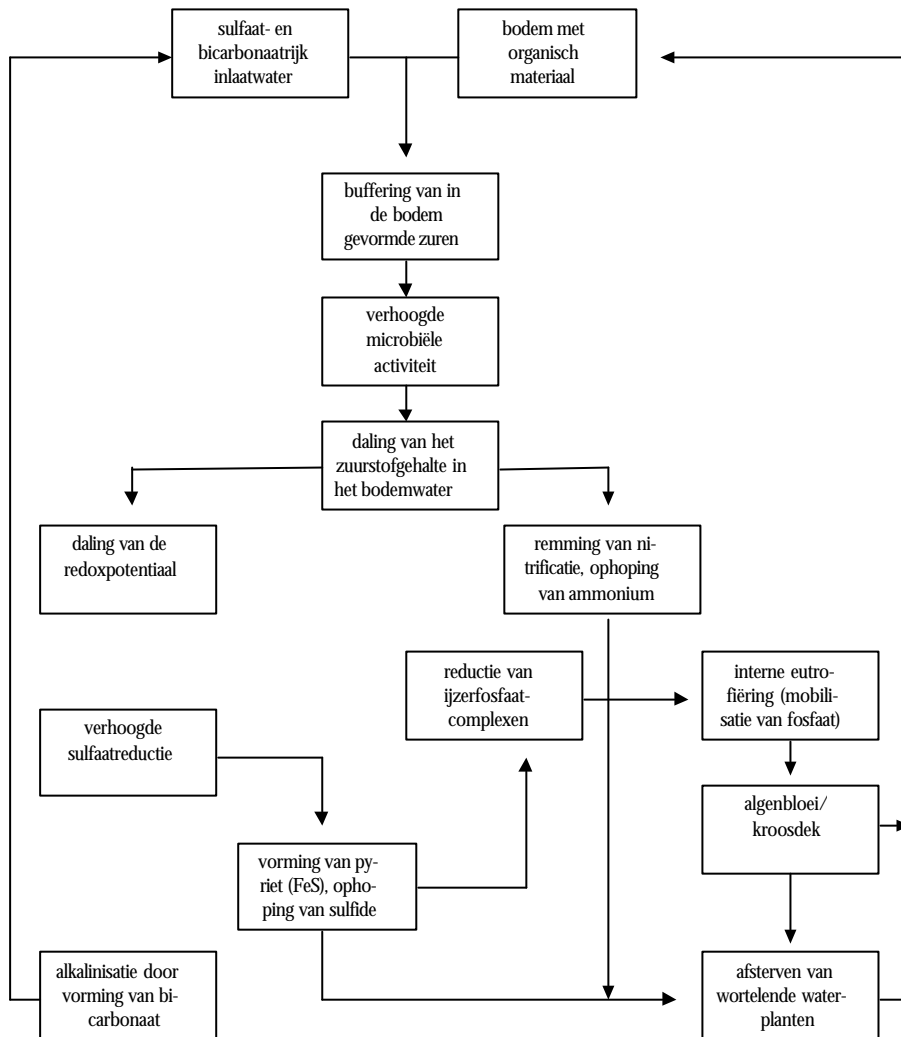 sulfaat- en
bicarbonaatrijk
inlaatwater
bodem met
organisch
materiaal
buffering van in
de bodem
gevormde zuren
verhoogde
microbiële
activiteit
daling van het
zuurstofgehalte in
het bodemwater
daling van de
redoxpotentiaal
remming van ni-
trificatie, ophoping
van ammonium
reductie van
ijzerfosfaat-
complexen
interne eutro-
fiëring (mobili-
satie van fosfaat)
verhoogde
sulfaatreductie
algenbloei/
kroosdek
vorming van py-
riet (FeS), opho-
ping van sulfide
alkalinisatie door
vorming van bi-
carbonaat
afsterven van
wortelende water-
planten